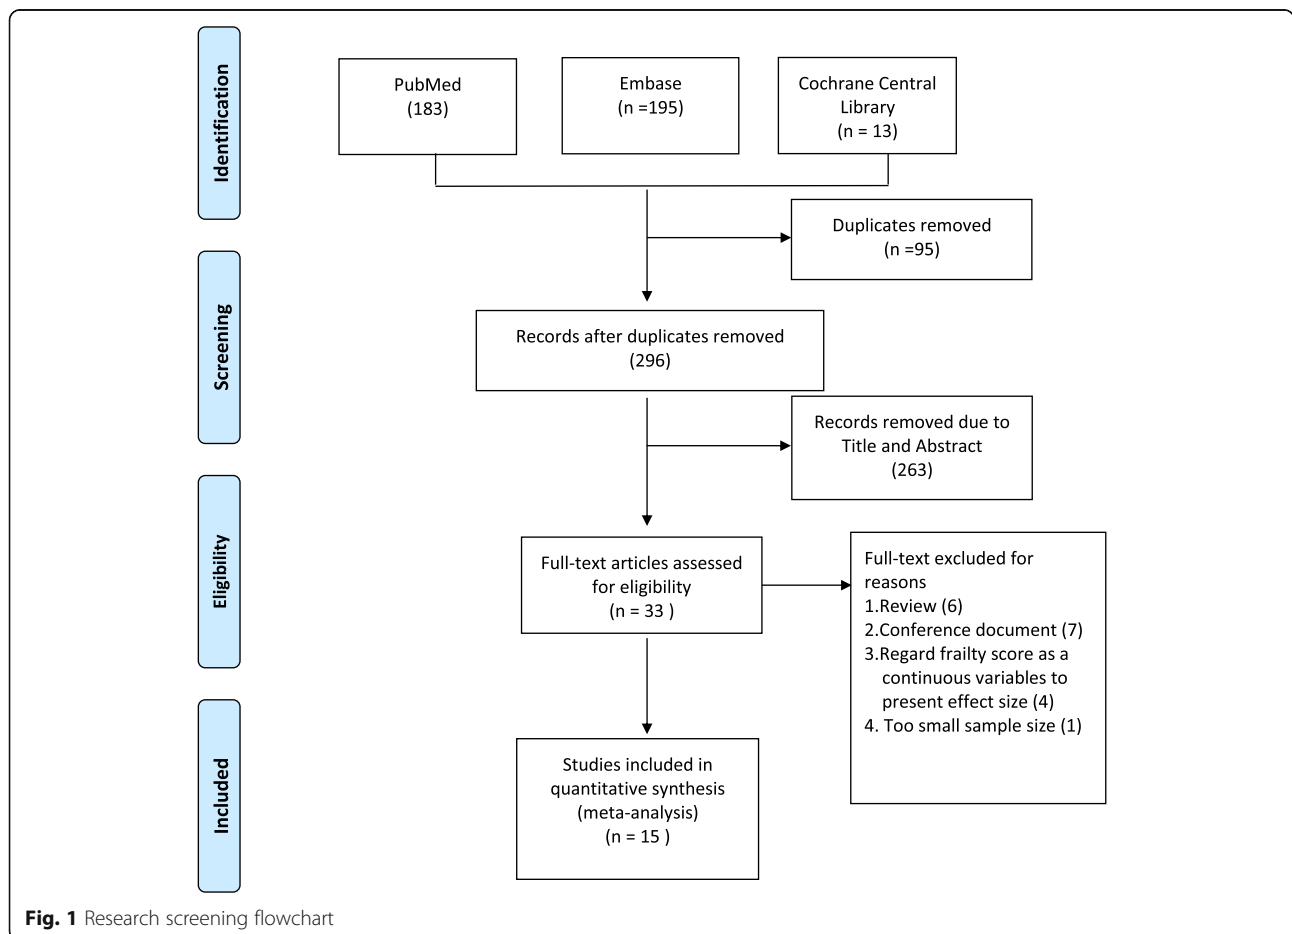 Identification
PubMed
(183)
Embase
(n =195)
Cochrane Central
Library
(n = 13)
Duplicates removed
(n =95)
Screening
Records after duplicates removed
(296)
Records removed due to
Title and Abstract
(263)
Eligibility
Full-text articles assessed
for eligibility
(n = 33 )
Full-text excluded for
reasons
1.Review (6)
2.Conference document (7)
3.Regard frailty score as a
continuous variables to
present effect size (4)
4. Too small sample size (1)
Included
Studies included in
quantitative synthesis
(meta-analysis)
(n = 15 )
Fig. 1 Research screening flowchart